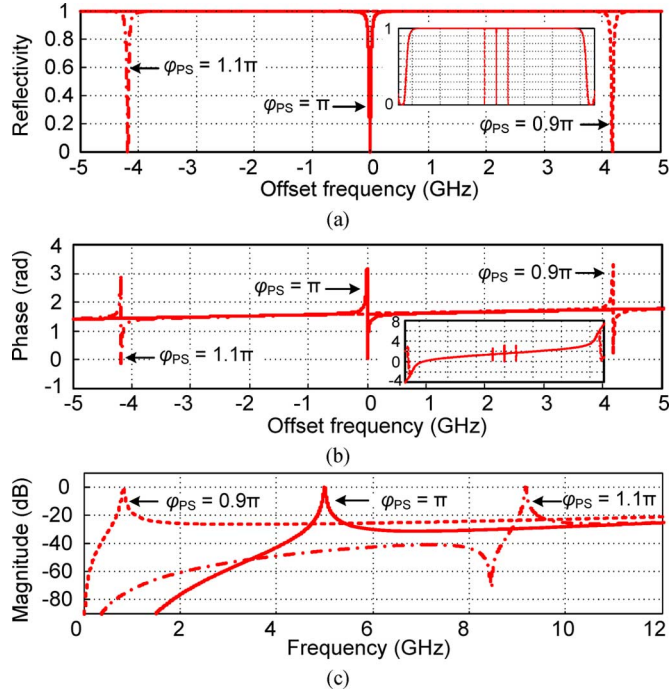 1
0.8
0.6
0.4
0.2
0
Reflectivity
φPS = 1.1π
φPS = π
φPS = 0.9π
1
0
-5 -4 -3 -2 -1 0 1 2 3 4 5
Offset frequency (GHz)
(a)
4
3
2
1
0
-1
Phase (rad)
φPS = π
φPS = 0.9π
φPS = 1.1π
8
4
0
-4
-5 -4 -3 -2 -1 0 1 2 3 4 5
Offset frequency (GHz)
(b)
0
-20
-40
-60
-80
Magnitude (dB)
φPS = 0.9π
φPS = π
φPS = 1.1π
0 2 4 6 8 10 12
Frequency (GHz)
(c)